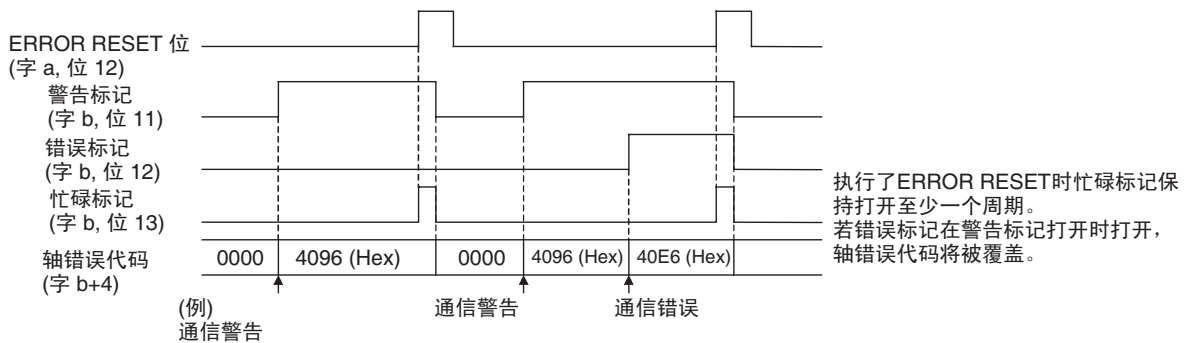 ERROR RESET 位
(字 a, 位 12)
警告标记
(字 b, 位 11)
错误标记
(字 b, 位 12)
忙碌标记
(字 b, 位 13)
轴错误代码
(字 b+4)
0000
4096 (Hex)
0000
4096 (Hex)
40E6 (Hex)
(例)
通信警告
通信警告
通信错误
执行了ERROR RESET时忙碌标记保
持打开至少一个周期。
若错误标记在警告标记打开时打开，
轴错误代码将被覆盖。